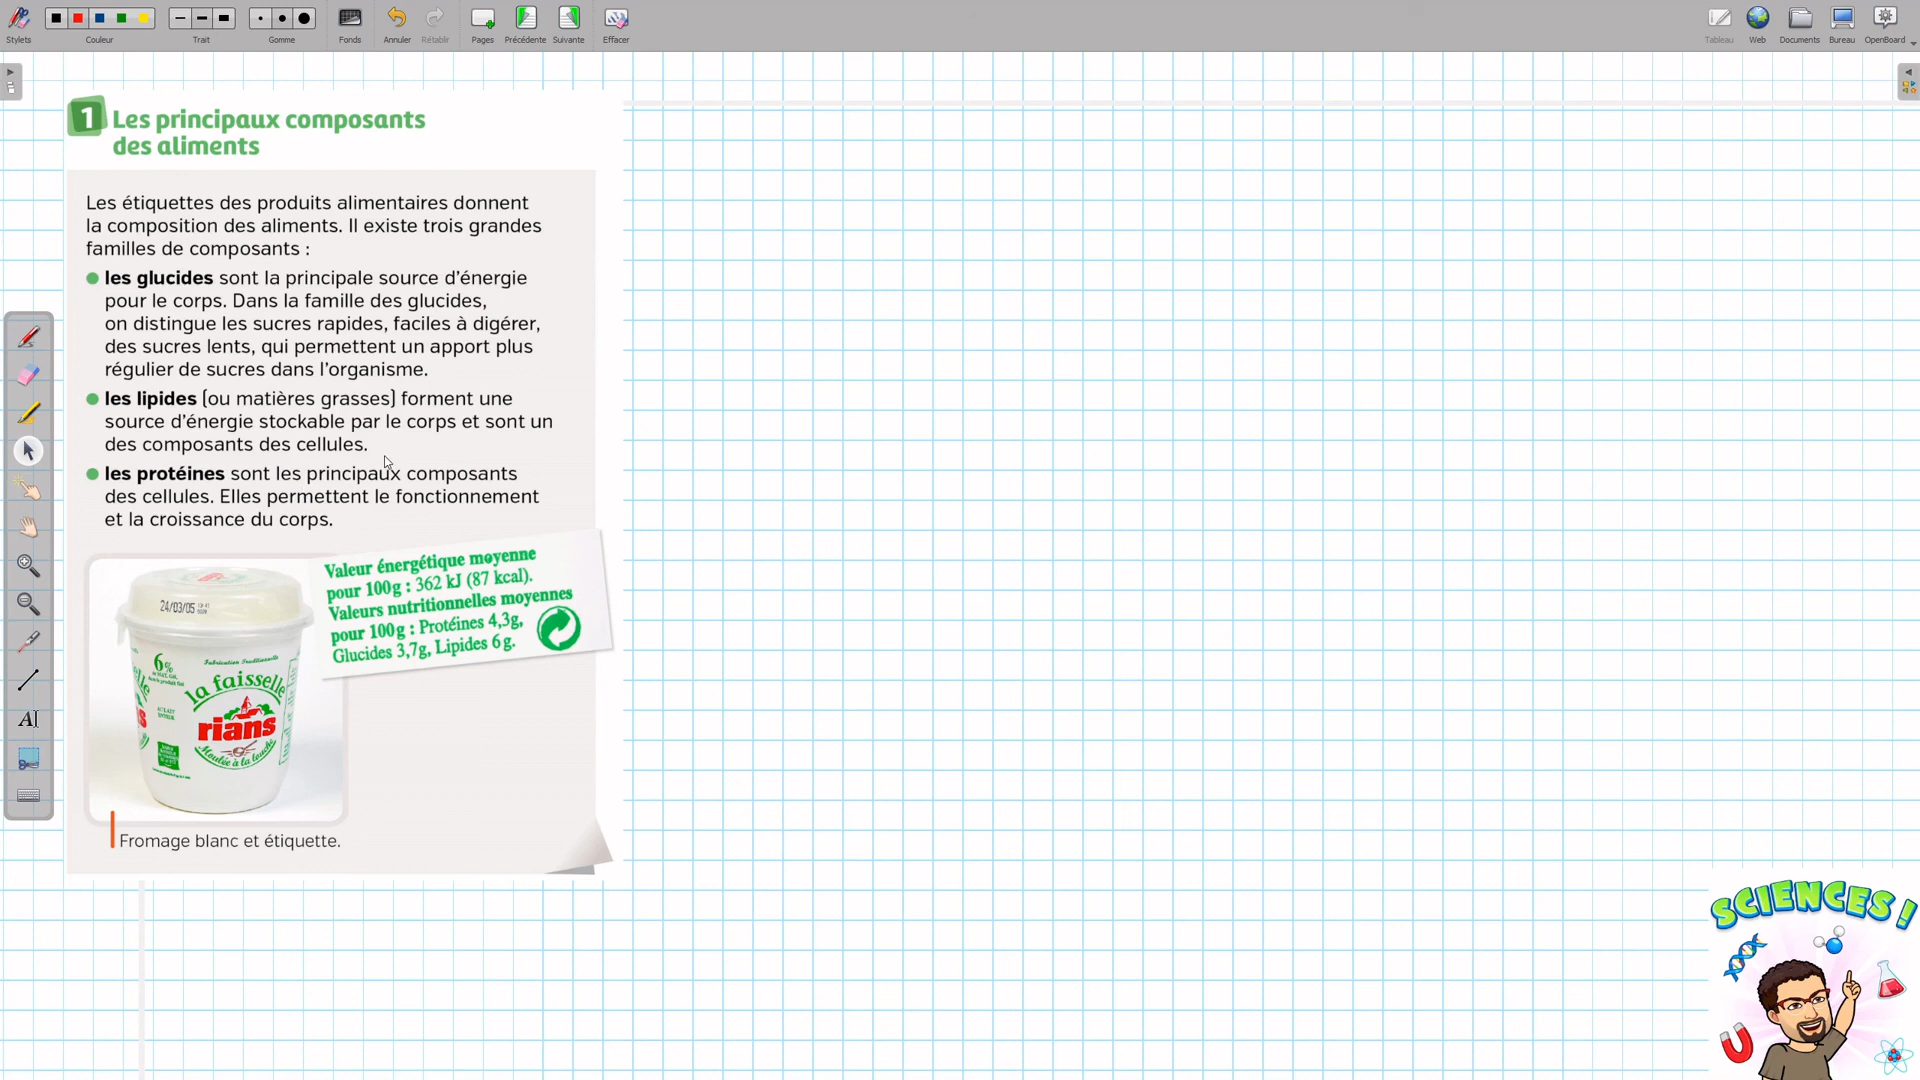 Stylets
Couleur
Trait
Gomme
Fonds
Annuler
Rétablir
Pages
Précédente
Suivante
Effacer
Tableau
Web
Documents
Bureau
OpenBoard
1 Les principaux composants
des aliments
Les étiquettes des produits alimentaires donnent
la composition des aliments. Il existe trois grandes
familles de composants :
les glucides sont la principale source d'énergie
pour le corps. Dans la famille des glucides,
on distingue les sucres rapides, faciles à digérer,
des sucres lents, qui permettent un apport plus
régulier de sucres dans l'organisme.
les lipides (ou matières grasses) forment une
source d'énergie stockable par le corps et sont un
des composants des cellules.
les protéines sont les principaux composants
des cellules. Elles permettent le fonctionnement
et la croissance du corps.
Valeur énergétique moyenne
pour 100g : 362 kJ (87 kcal).
Valeurs nutritionnelles moyennes
pour 100g : Protéines 4,3g,
Glucides 3,7g, Lipides 6g.
24/03/05
6%
Fabrication Traditionnelle
la faisselle
rians
Moulée à la louche
Fromage blanc et étiquette.
AI
SCIENCES !